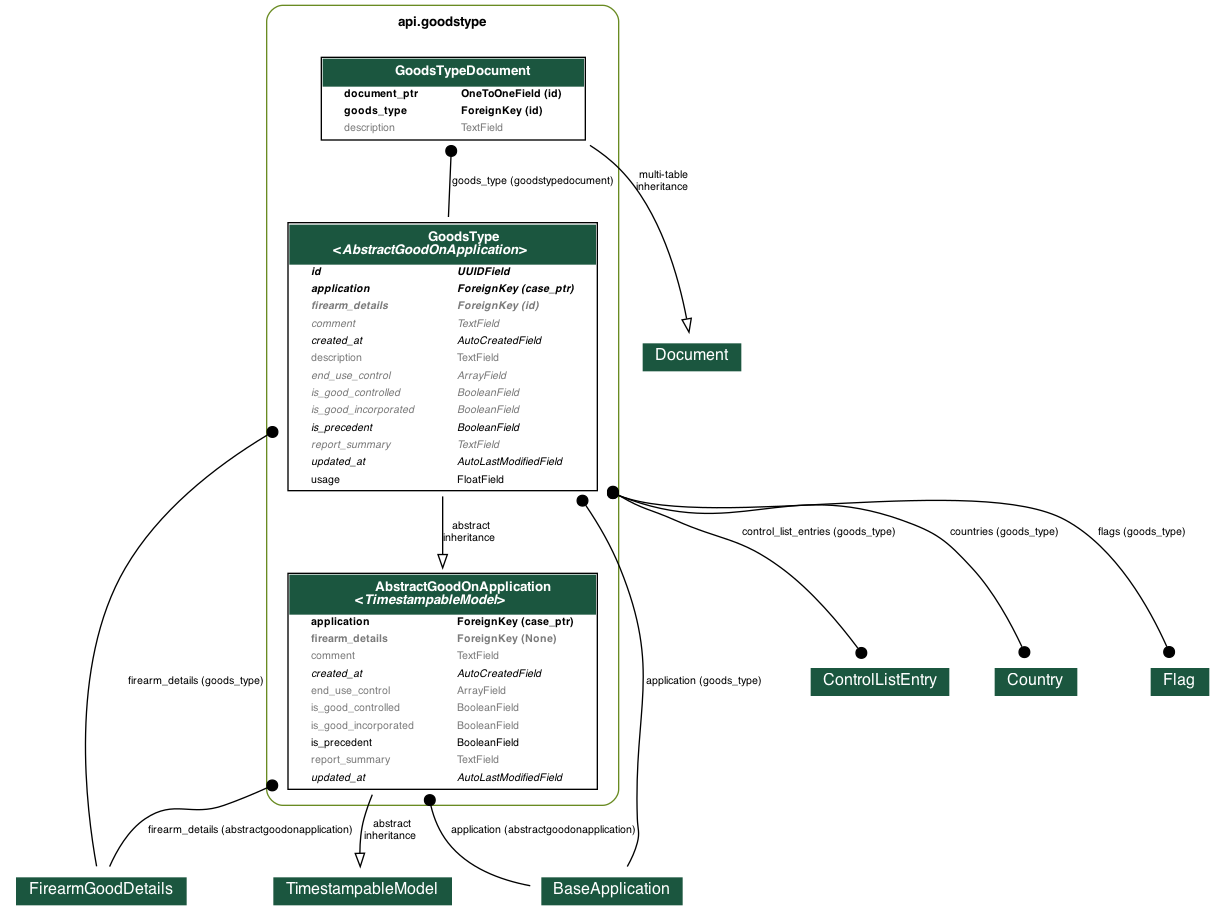 api.goodstype
GoodsTypeDocument
document_ptr OneToOneField (id)
goods_type ForeignKey (id)
description TextField
goods_type (goodstypedocument)
multi-table
inheritance
GoodsType
<AbstractGoodOnApplication>
id UUIDField
application ForeignKey (case_ptr)
firearm_details ForeignKey (id)
comment TextField
created_at AutoCreatedField
description TextField
end_use_control ArrayField
is_good_controlled BooleanField
is_good_incorporated BooleanField
is_precedent BooleanField
report_summary TextField
updated_at AutoLastModifiedField
usage FloatField
Document
abstract
inheritance
control_list_entries (goods_type)
countries (goods_type)
flags (goods_type)
AbstractGoodOnApplication
<TimestampableModel>
application ForeignKey (case_ptr)
firearm_details ForeignKey (None)
comment TextField
created_at AutoCreatedField
end_use_control ArrayField
is_good_controlled BooleanField
is_good_incorporated BooleanField
is_precedent BooleanField
report_summary TextField
updated_at AutoLastModifiedField
firearm_details (goods_type)
application (goods_type)
ControlListEntry
Country
Flag
firearm_details (abstractgoodonapplication)
abstract
inheritance
application (abstractgoodonapplication)
FirearmGoodDetails
TimestampableModel
BaseApplication